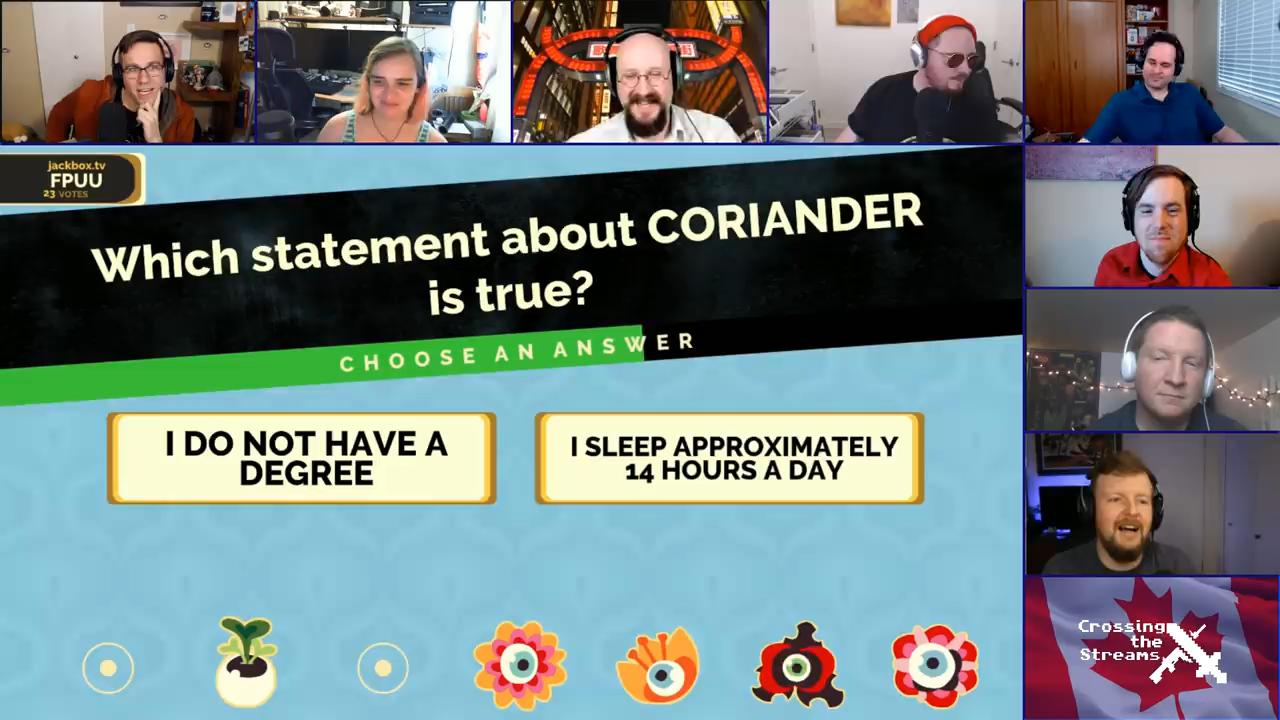 jackbox.tv
FPUU
23 VOTES
Which statement about CORIANDER
is true?
CHOOSE AN ANSWER
I DO NOT HAVE A
DEGREE
I SLEEP APPROXIMATELY
14 HOURS A DAY
Crossing
the
Streams